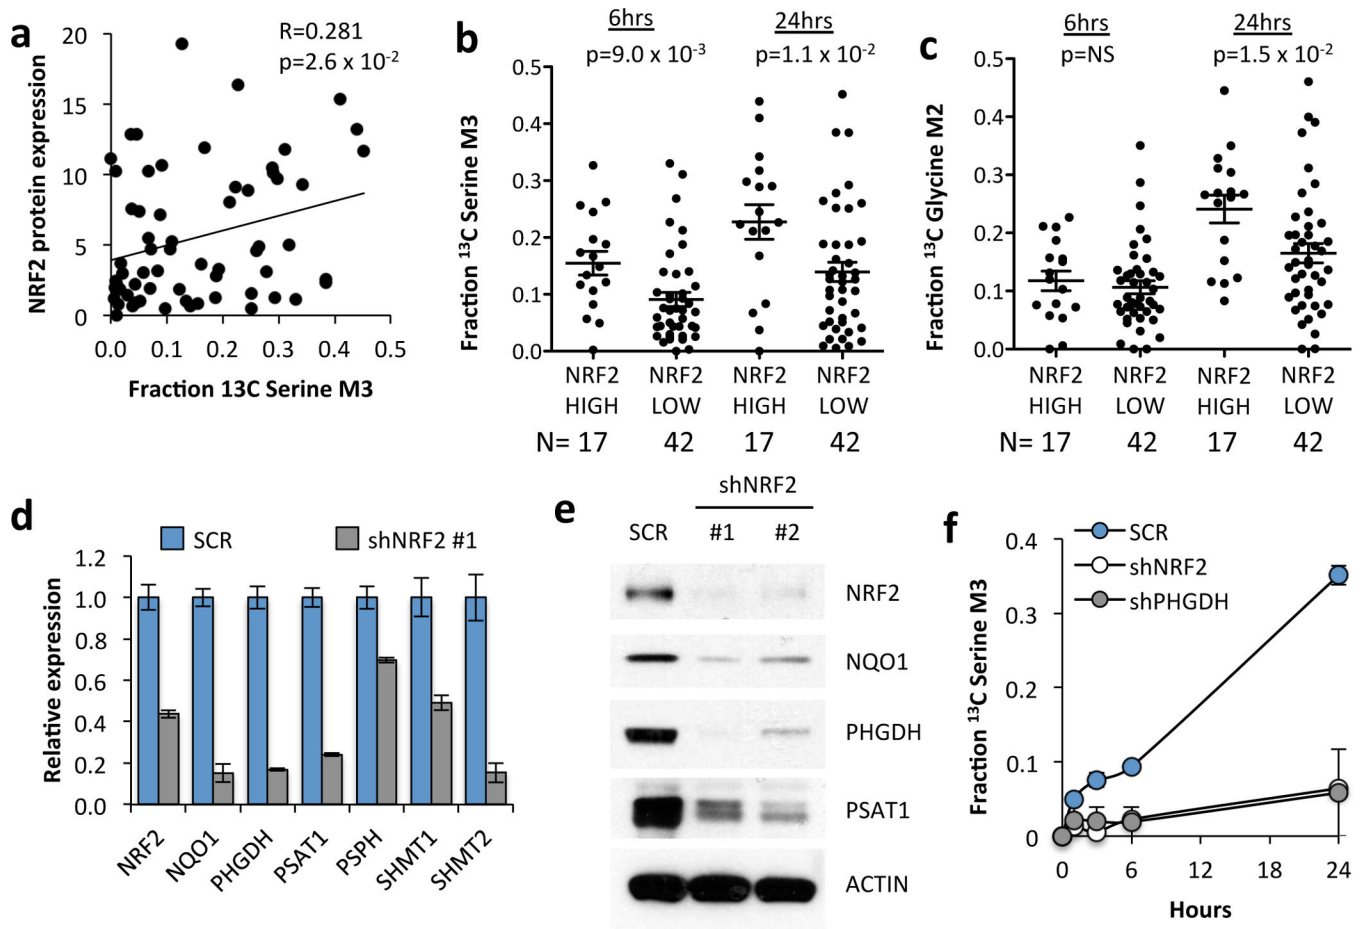 a
R=0.281
p=2.6 x 10⁻²
NRF2 protein expression
20
15
10
5
0
0.0 0.1 0.2 0.3 0.4 0.5
Fraction 13C Serine M3
b
6hrs 24hrs
p=9.0 x 10⁻³ p=1.1 x 10⁻²
Fraction ¹³C Serine M3
0.5
0.4
0.3
0.2
0.1
0.0
NRF2 NRF2 NRF2 NRF2
HIGH LOW HIGH LOW
N= 17 42 17 42
c
6hrs 24hrs
p=NS p=1.5 x 10⁻²
Fraction ¹³C Glycine M2
0.5
0.4
0.3
0.2
0.1
0.0
NRF2 NRF2 NRF2 NRF2
HIGH LOW HIGH LOW
N= 17 42 17 42
d
SCR shNRF2 #1
Relative expression
1.2
1.0
0.8
0.6
0.4
0.2
0.0
NRF2 NQO1 PHGDH PSAT1 PSPH SHMT1 SHMT2
e
shNRF2
SCR #1 #2
NRF2
NQO1
PHGDH
PSAT1
ACTIN
f
SCR
shNRF2
shPHGDH
Fraction ¹³C Serine M3
0.4
0.2
0.1
0
0 6 12 18 24
Hours